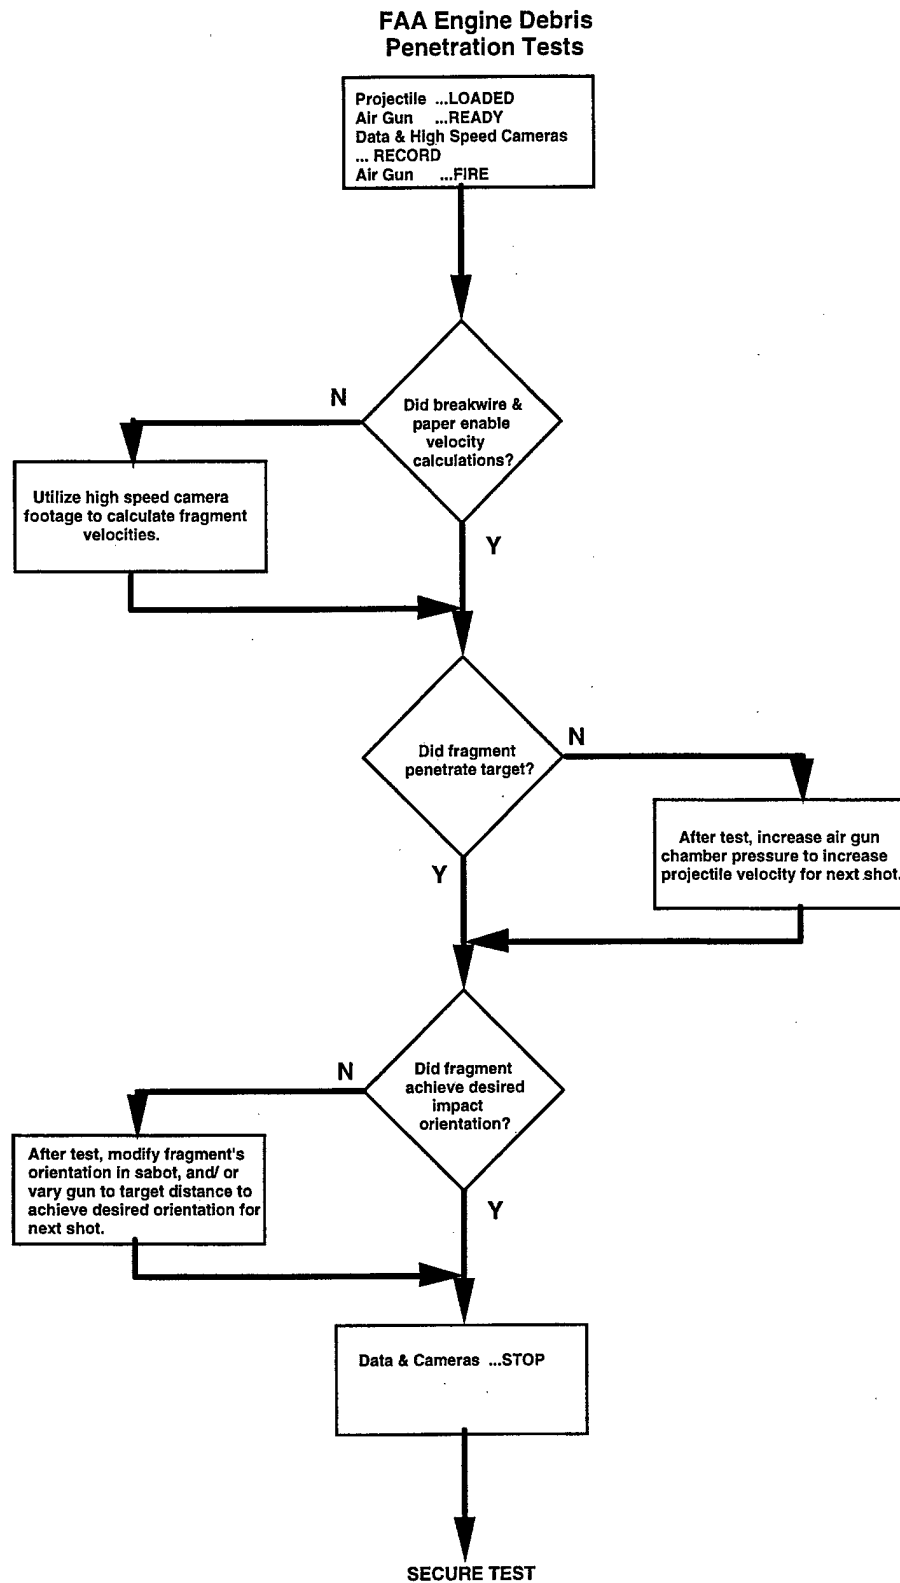 FAA Engine Debris
Penetration Tests
Projectile ...LOADED
Air Gun ...READY
Data & High Speed Cameras
... RECORD
Air Gun ...FIRE
N
Did breakwire &
paper enable
velocity
calculations?
Utilize high speed camera
footage to calculate fragment
velocities.
Y
N
Did fragment
penetrate target?
After test, increase air gun
chamber pressure to increase
projectile velocity for next shot.
Y
N
Did fragment
achieve desired
impact
orientation?
After test, modify fragment's
orientation in sabot, and/ or
vary gun to target distance to
achieve desired orientation for
next shot.
Y
Data & Cameras ...STOP
SECURE TEST